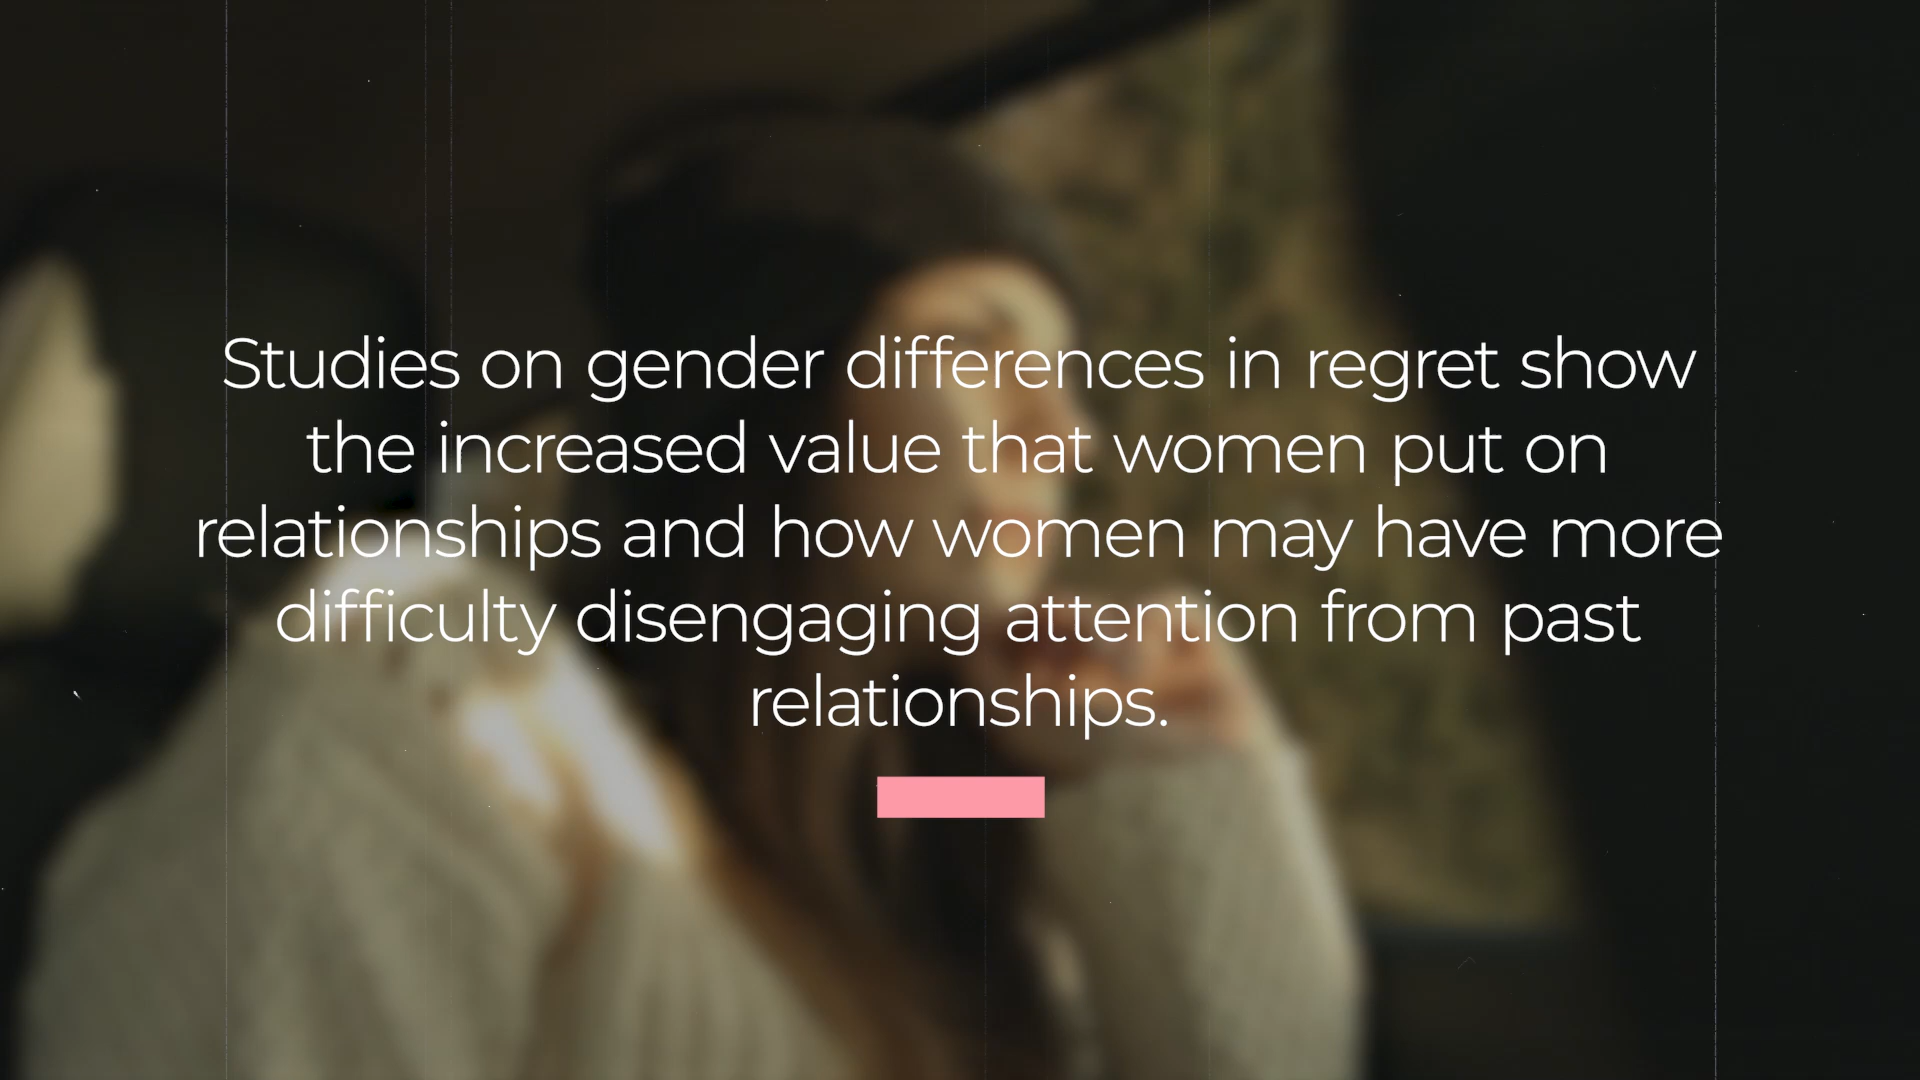 Studies on gender differences in regret show
the increased value that women put on
relationships and how women may have more
difficulty disengaging attention from past
relationships.